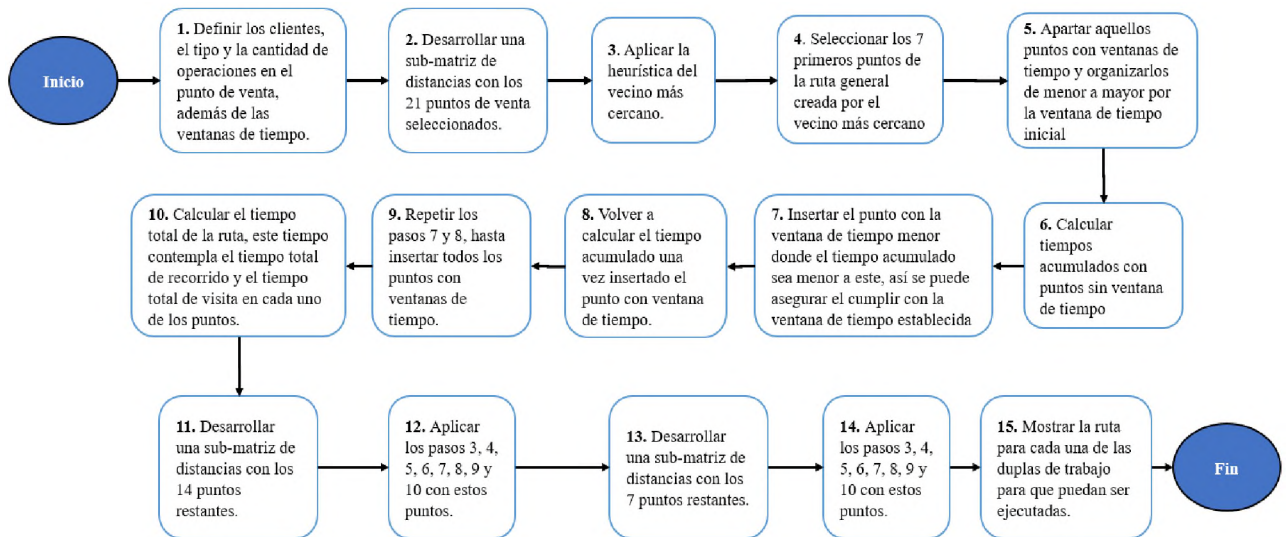 Inicio
1. Definir los clientes,
el tipo y la cantidad de
operaciones en el
punto de venta,
además de las
ventanas de tiempo.
2. Desarrollar una
sub-matriz de
distancias con los
21 puntos de venta
seleccionados.
3. Aplicar la
heurística del
vecino más
cercano.
4. Seleccionar los 7
primeros puntos de
la ruta general
creada por el
vecino más cercano
5. Apartar aquellos
puntos con ventanas de
tiempo y organizarlos
de menor a mayor por
la ventana de tiempo
inicial
6. Calcular
tiempos
acumulados con
puntos sin ventana
de tiempo
7. Insertar el punto con la
ventana de tiempo menor
donde el tiempo acumulado
sea menor a este, así se puede
asegurar el cumplir con la
ventana de tiempo establecida
8. Volver a
calcular el tiempo
acumulado una
vez insertado el
punto con ventana
de tiempo.
9. Repetir los
pasos 7 y 8, hasta
insertar todos los
puntos con
ventanas de
tiempo.
10. Calcular el tiempo
total de la ruta, este tiempo
contempla el tiempo total
de recorrido y el tiempo
total de visita en cada uno
de los puntos.
11. Desarrollar
una sub-matriz de
distancias con los
14 puntos
restantes.
12. Aplicar
los pasos 3, 4,
5, 6, 7, 8, 9 y
10 con estos
puntos.
13. Desarrollar
una sub-matriz de
distancias con los
7 puntos restantes.
14. Aplicar
los pasos 3, 4,
5, 6, 7, 8, 9 y
10 con estos
puntos.
15. Mostrar la ruta
para cada una de las
duplas de trabajo
para que puedan ser
ejecutadas.
Fin